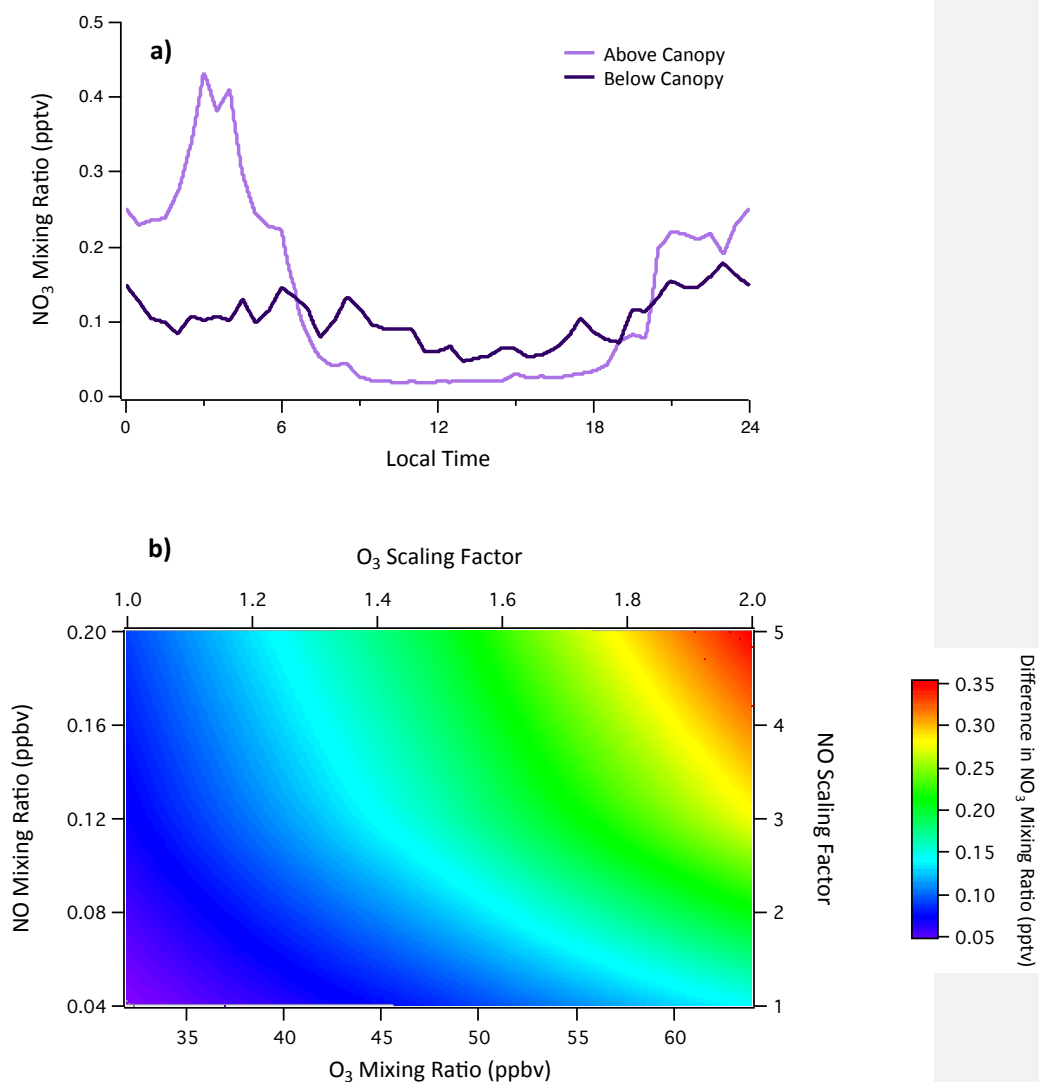 a)
Above Canopy
Below Canopy
NO3 Mixing Ratio (pptv)
0.5
0.4
0.3
0.2
0.1
0.0
0 6 12 18 24
Local Time
b)
O3 Scaling Factor
1.0 1.2 1.4 1.6 1.8 2.0
NO Mixing Ratio (ppbv)
0.20
0.16
0.12
0.08
0.04
5
4
3
2
1
NO Scaling Factor
35 40 45 50 55 60
O3 Mixing Ratio (ppbv)
0.35
0.30
0.25
0.20
0.15
0.10
0.05
Difference in NO3 Mixing Ratio (pptv)